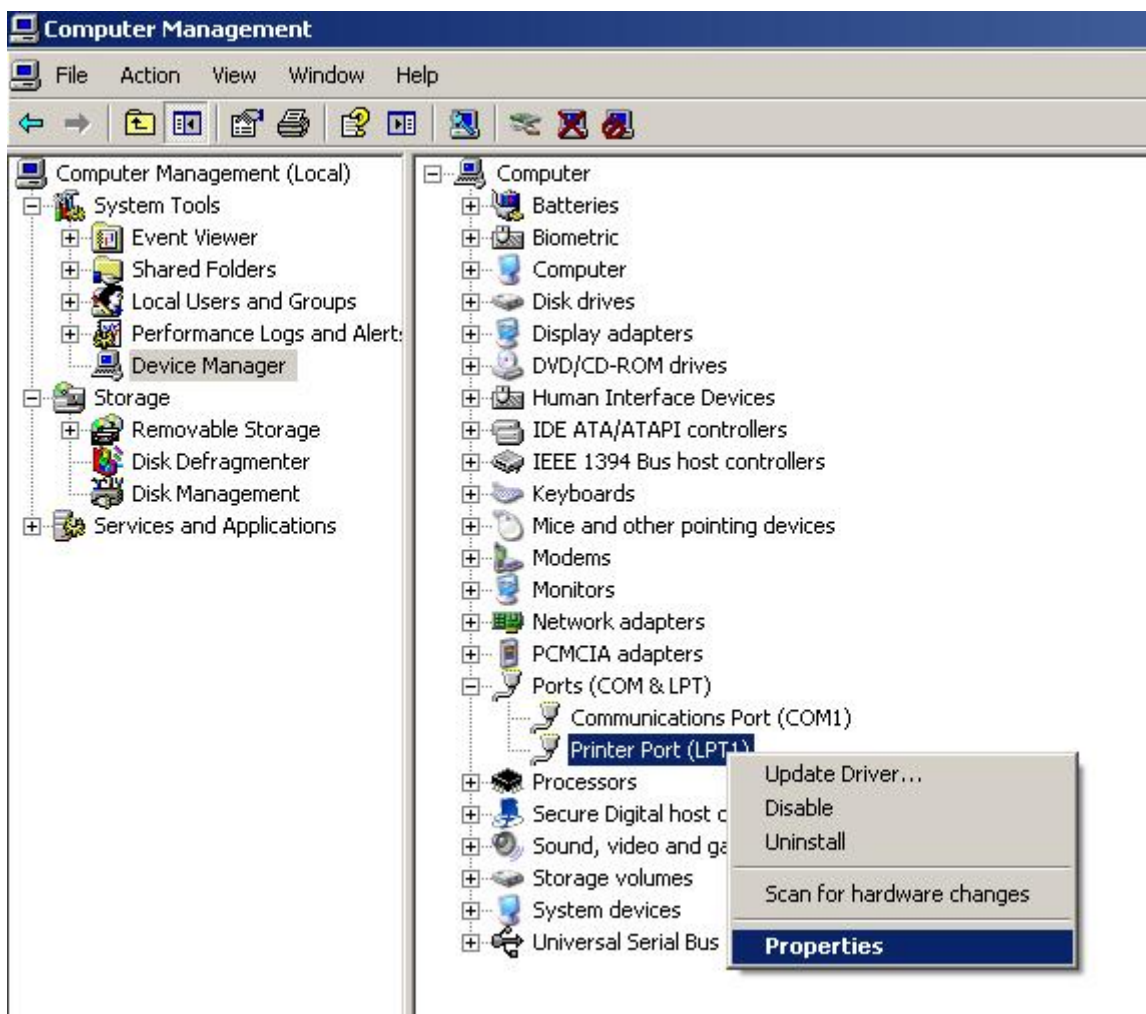 Computer Management
File Action View Window Help
Computer Management (Local)
System Tools
Event Viewer
Shared Folders
Local Users and Groups
Performance Logs and Alert
Device Manager
Storage
Removable Storage
Disk Defragmenter
Disk Management
Services and Applications
Computer
Batteries
Biometric
Computer
Disk drives
Display adapters
DVD/CD-ROM drives
Human Interface Devices
IDE ATA/ATAPI controllers
IEEE 1394 Bus host controllers
Keyboards
Mice and other pointing devices
Modems
Monitors
Network adapters
PCMCIA adapters
Ports (COM & LPT)
Communications Port (COM1)
Printer Port (LPT1)
Processors
Secure Digital host c
Sound, video and ga
Storage volumes
System devices
Universal Serial Bus
Update Driver...
Disable
Uninstall
Scan for hardware changes
Properties